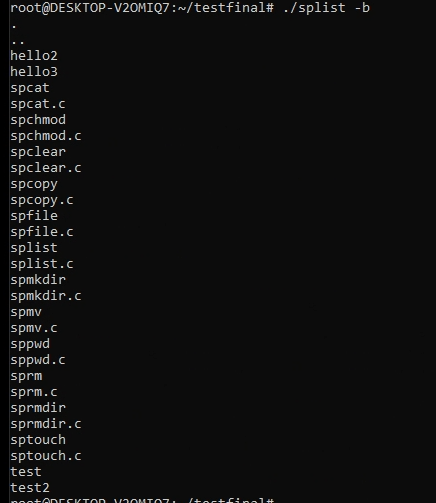 root@DESKTOP-V2OMIQ7:~/testfinal# ./splist -b
.
..
hello2
hello3
spcat
spcat.c
spchmod
spchmod.c
spclear
spclear.c
spcopy
spcopy.c
spfile
spfile.c
splist
splist.c
spmkdir
spmkdir.c
spmv
spmv.c
sppwd
sppwd.c
sprm
sprm.c
sprmdir
sprmdir.c
sptouch
sptouch.c
test
test2
root@DESKTOP-V2OMIQ7:~/testfinal#